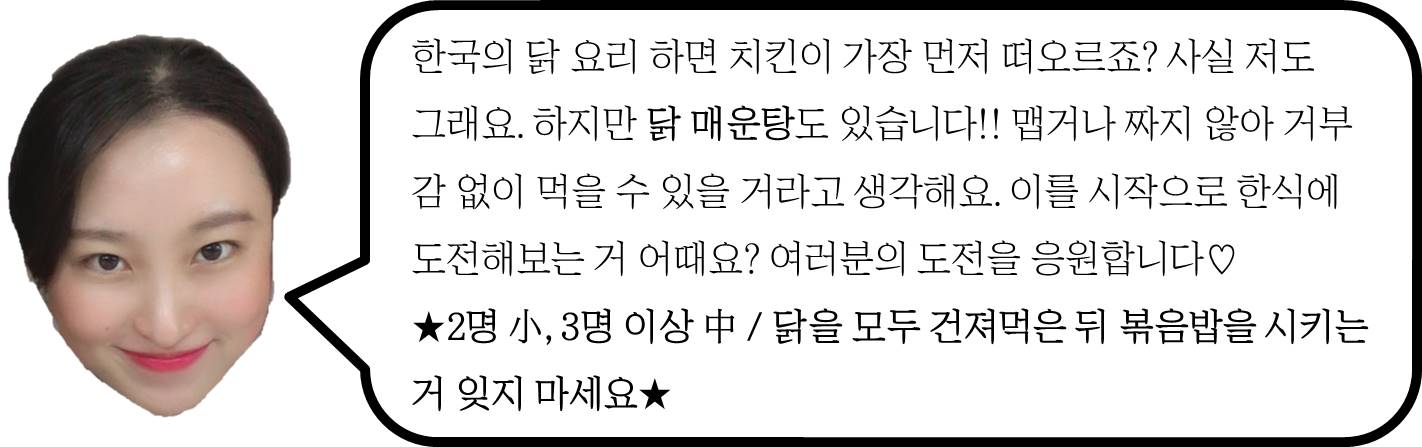 한국의 닭 요리 하면 치킨이 가장 먼저 떠오르죠? 사실 저도
그래요. 하지만 닭 매운탕도 있습니다!! 맵거나 짜지 않아 거부
감 없이 먹을 수 있을 거라고 생각해요. 이를 시작으로 한식에
도전해보는 거 어때요? 여러분의 도전을 응원합니다♡
★2명 小, 3명 이상 中 / 닭을 모두 건져먹은 뒤 볶음밥을 시키는
거 잊지 마세요★